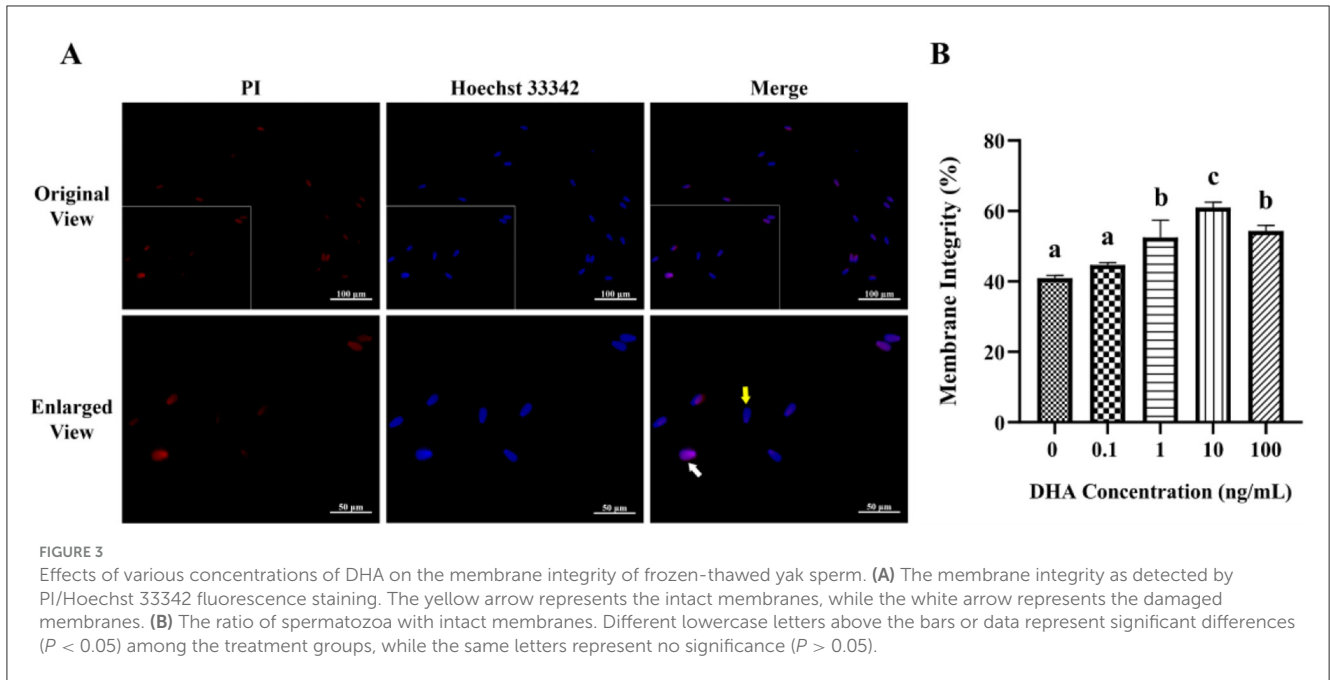 A
PI
Hoechst 33342
Merge
Original
View
100 µm
100 µm
100 µm
Enlarged
View
50 µm
50 µm
50 µm
B
Membrane Integrity (%)
80
60
40
20
0
a
a
b
c
b
0 0.1 1 10 100
DHA Concentration (ng/mL)
FIGURE 3
Effects of various concentrations of DHA on the membrane integrity of frozen-thawed yak sperm. (A) The membrane integrity as detected by
PI/Hoechst 33342 fluorescence staining. The yellow arrow represents the intact membranes, while the white arrow represents the damaged
membranes. (B) The ratio of spermatozoa with intact membranes. Different lowercase letters above the bars or data represent significant differences
(P < 0.05) among the treatment groups, while the same letters represent no significance (P > 0.05).